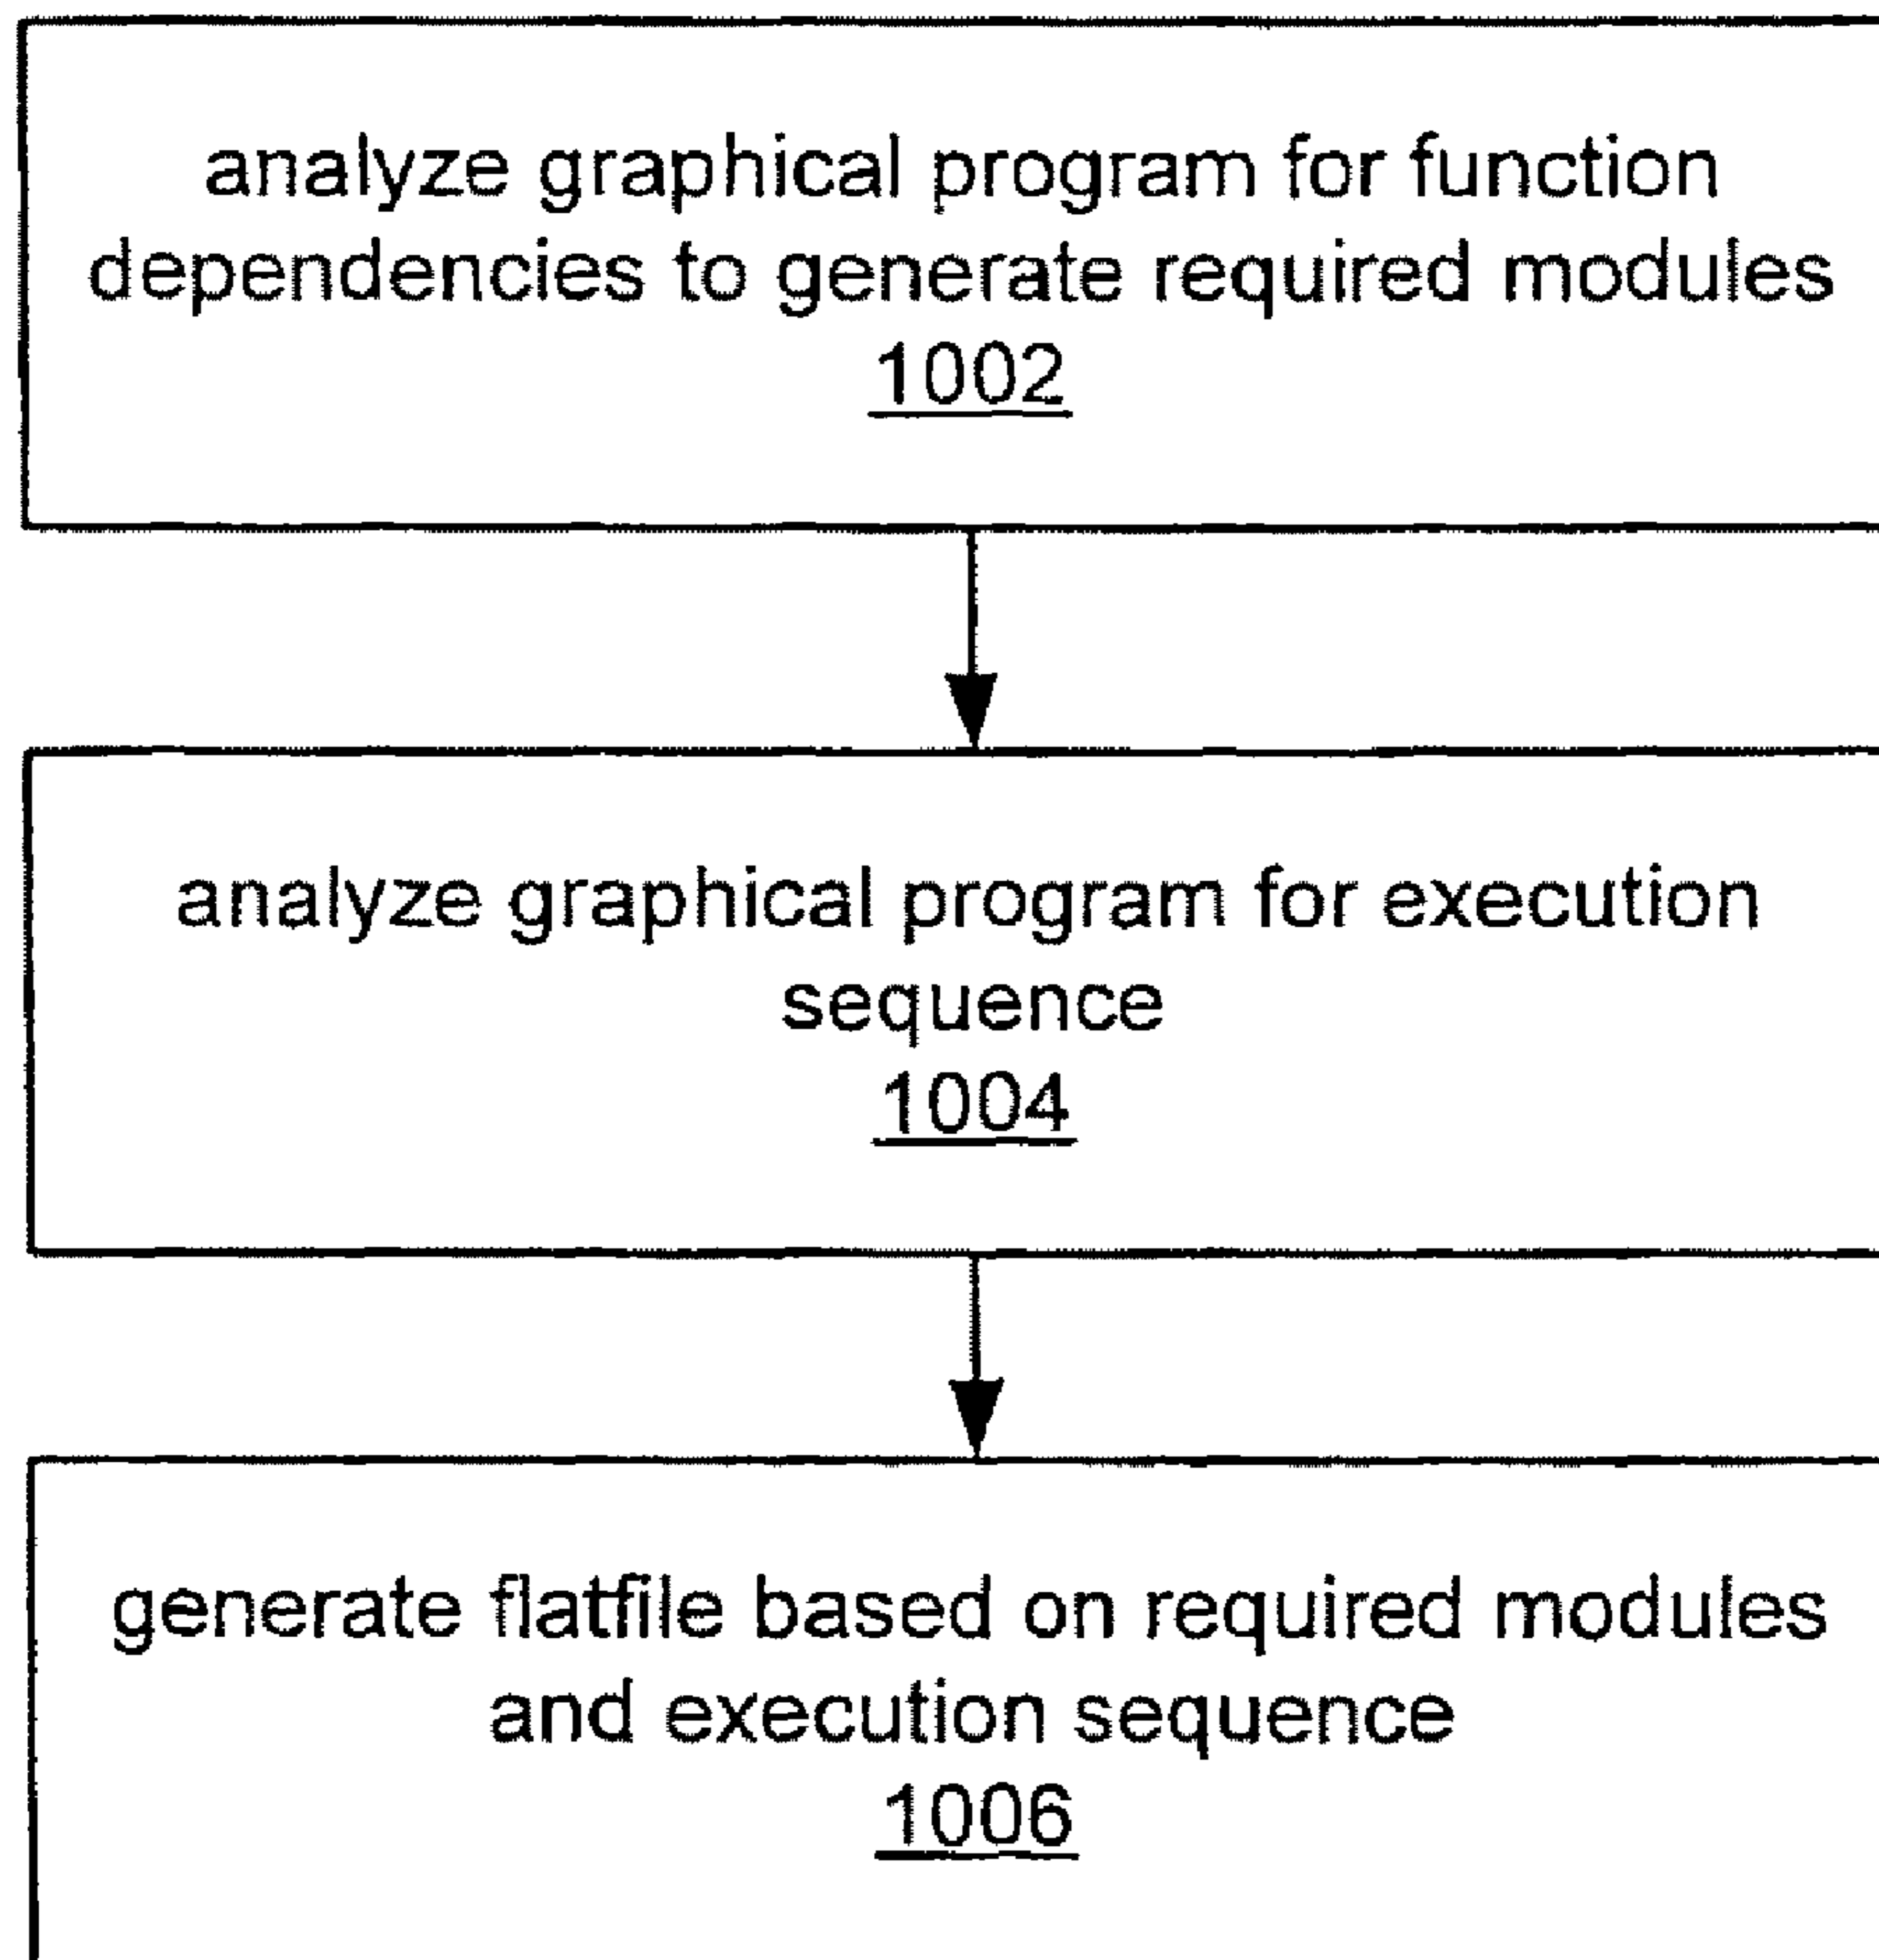 analyze graphical program for function
dependencies to generate required modules
1002
analyze graphical program for execution
sequence
1004
generate flatfile based on required modules
and execution sequence
1006